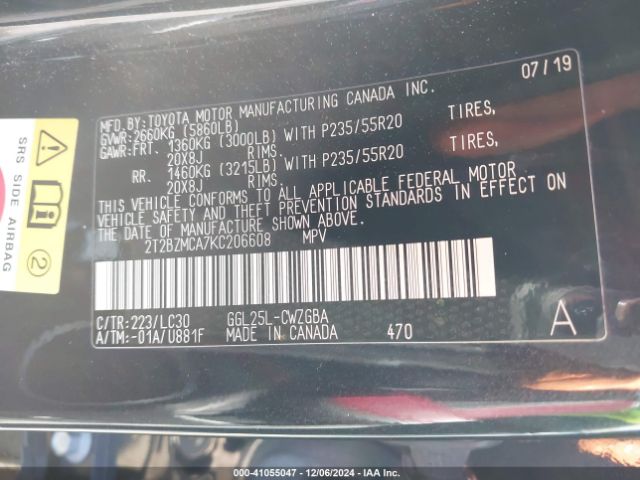 07/19
MFD.BY:TOYOTA MOTOR MANUFACTURING CANADA INC.
GVWR:2660KG (5860LB)
GAWR:FRT. 1360KG (3000LB) WITH P235/55R20 TIRES,
20X8J RIMS.
RR. 1460KG (3215LB) WITH P235/55R20 TIRES,
20X8J RIMS.
THIS VEHICLE CONFORMS TO ALL APPLICABLE FEDERAL MOTOR
VEHICLE SAFETY AND THEFT PREVENTION STANDARDS IN EFFECT ON
THE DATE OF MANUFACTURE SHOWN ABOVE.
2T2BZMCA7KC206608 MPV
C/TR:223/LC30 GGL25L-CWZGBA
A/TM:-01A/U881F MADE IN CANADA 470 A
SRS SIDE AIRBAG
2
000-41055047 • 12/06/2024 • IAA Inc.